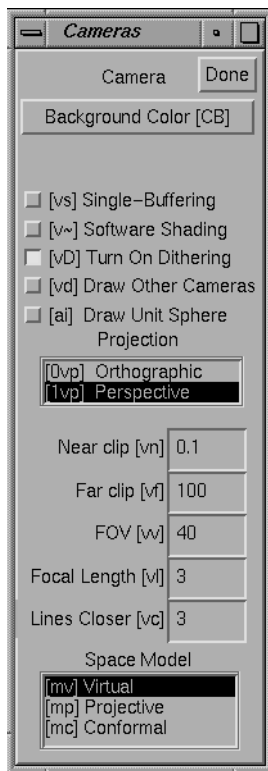 Cameras
Camera Done
Background Color [CB]
[vs] Single-Buffering
[v~] Software Shading
[vD] Turn On Dithering
[vd] Draw Other Cameras
[ai] Draw Unit Sphere
Projection
[0vp] Orthographic
[1vp] Perspective
Near clip [vn] 0.1
Far clip [vf] 100
FOV [vv] 40
Focal Length [vl] 3
Lines Closer [vc] 3
Space Model
[mv] Virtual
[mp] Projective
[mc] Conformal